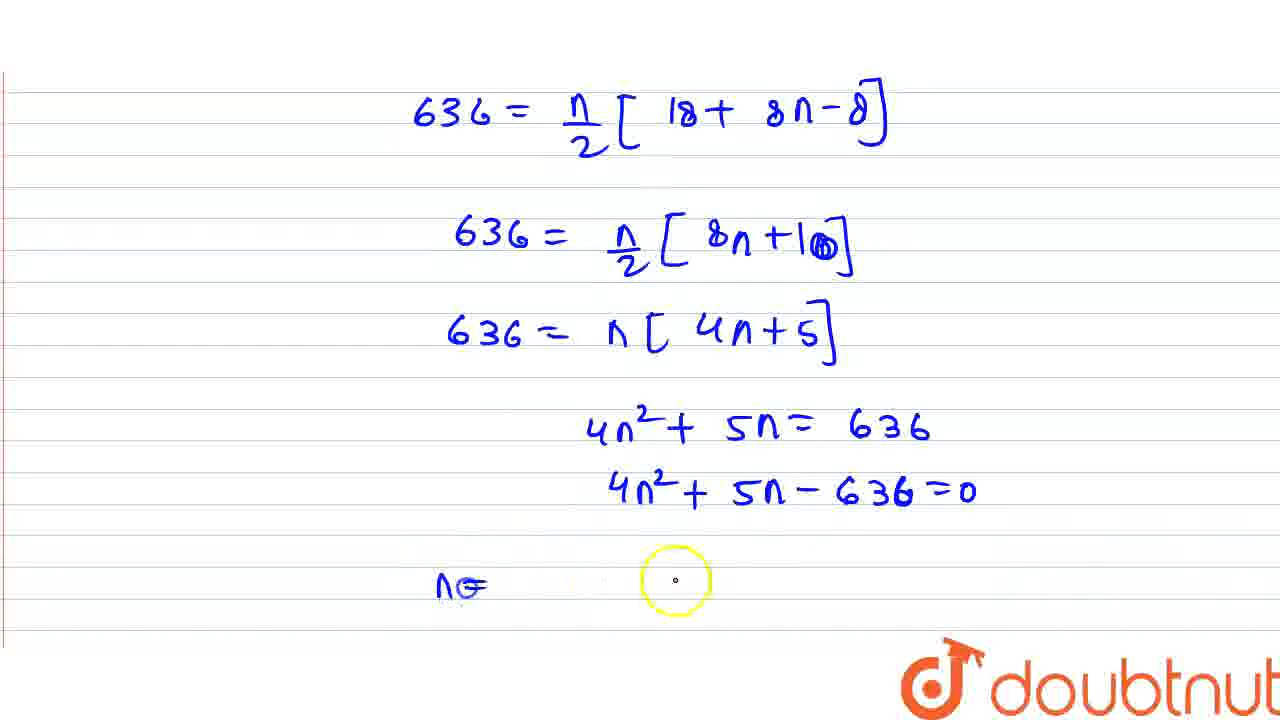 636 = n/2 [ 18 + 8n - 8 ]
636 = n/2 [ 8n + 10 ]
636 = n [ 4n + 5 ]
4n² + 5n = 636
4n² + 5n - 636 = 0
n =
doubtnut